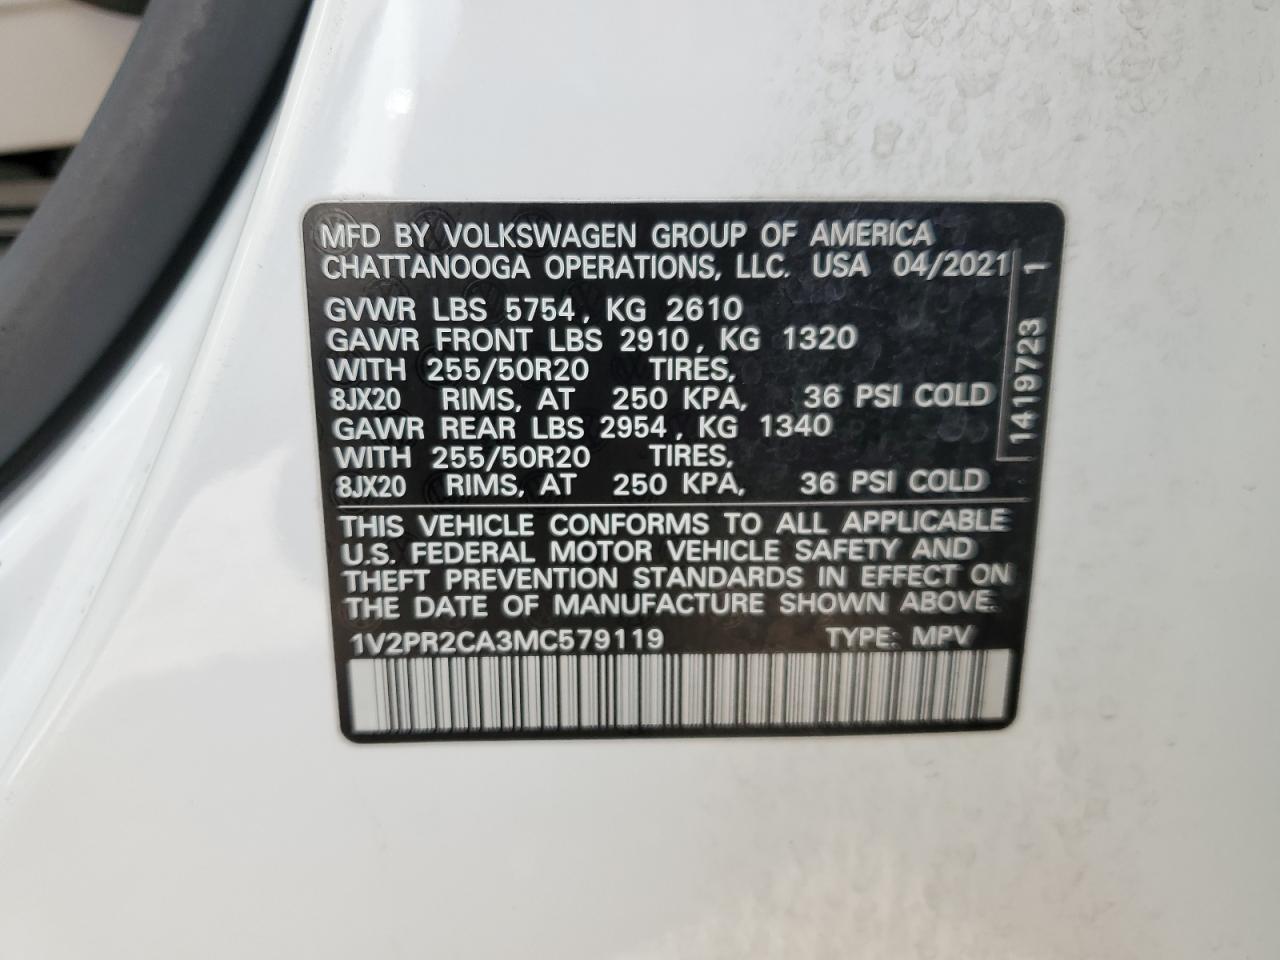 MFD BY VOLKSWAGEN GROUP OF AMERICA
CHATTANOOGA OPERATIONS, LLC. USA 04/2021
GVWR LBS 5754, KG 2610
GAWR FRONT LBS 2910, KG 1320
WITH 255/50R20 TIRES,
8JX20 RIMS, AT 250 KPA, 36 PSI COLD
GAWR REAR LBS 2954, KG 1340
WITH 255/50R20 TIRES,
8JX20 RIMS, AT 250 KPA, 36 PSI COLD
THIS VEHICLE CONFORMS TO ALL APPLICABLE
U.S. FEDERAL MOTOR VEHICLE SAFETY AND
THEFT PREVENTION STANDARDS IN EFFECT ON
THE DATE OF MANUFACTURE SHOWN ABOVE.
1V2PR2CA3MC579119 TYPE: MPV
1419723 1